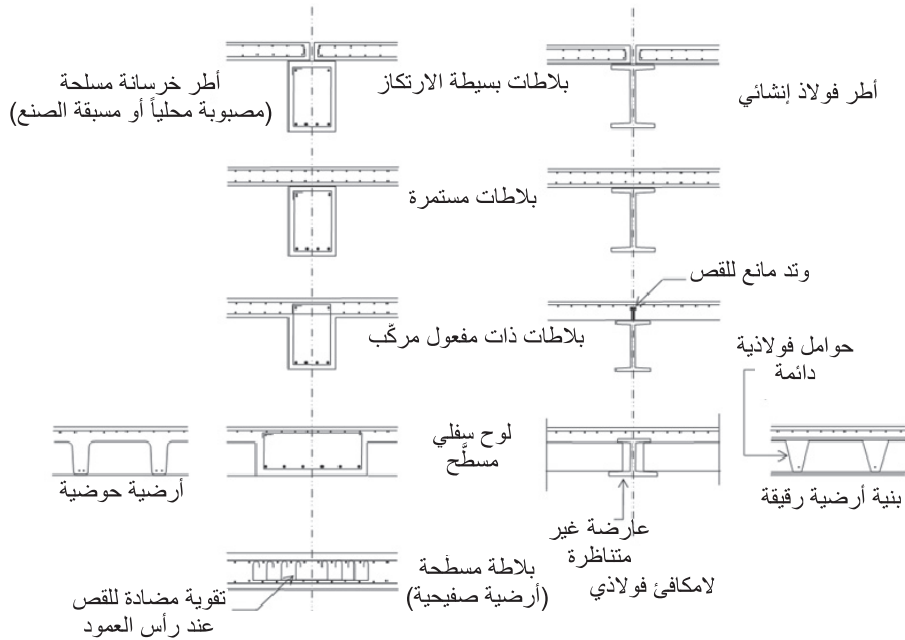 أطر خرسانة مسلحة
(مصبوبة محلياً أو مسبقة الصنع)
بلاطات بسيطة الارتكاز
أطر فولاذ إنشائي
بلاطات مستمرة
وتد مانع للقص
بلاطات ذات مفعول مركّب
حوامل فولاذية
دائمة
لوح سفلي
مسطَّح
أرضية حوضية
بنية أرضية رقيقة
عارضة غير
متناظرة
بلاطة مسطّحة
(أرضية صفيحية)
لامكافئ فولاذي
تقوية مضادة للقص
عند رأس العمود